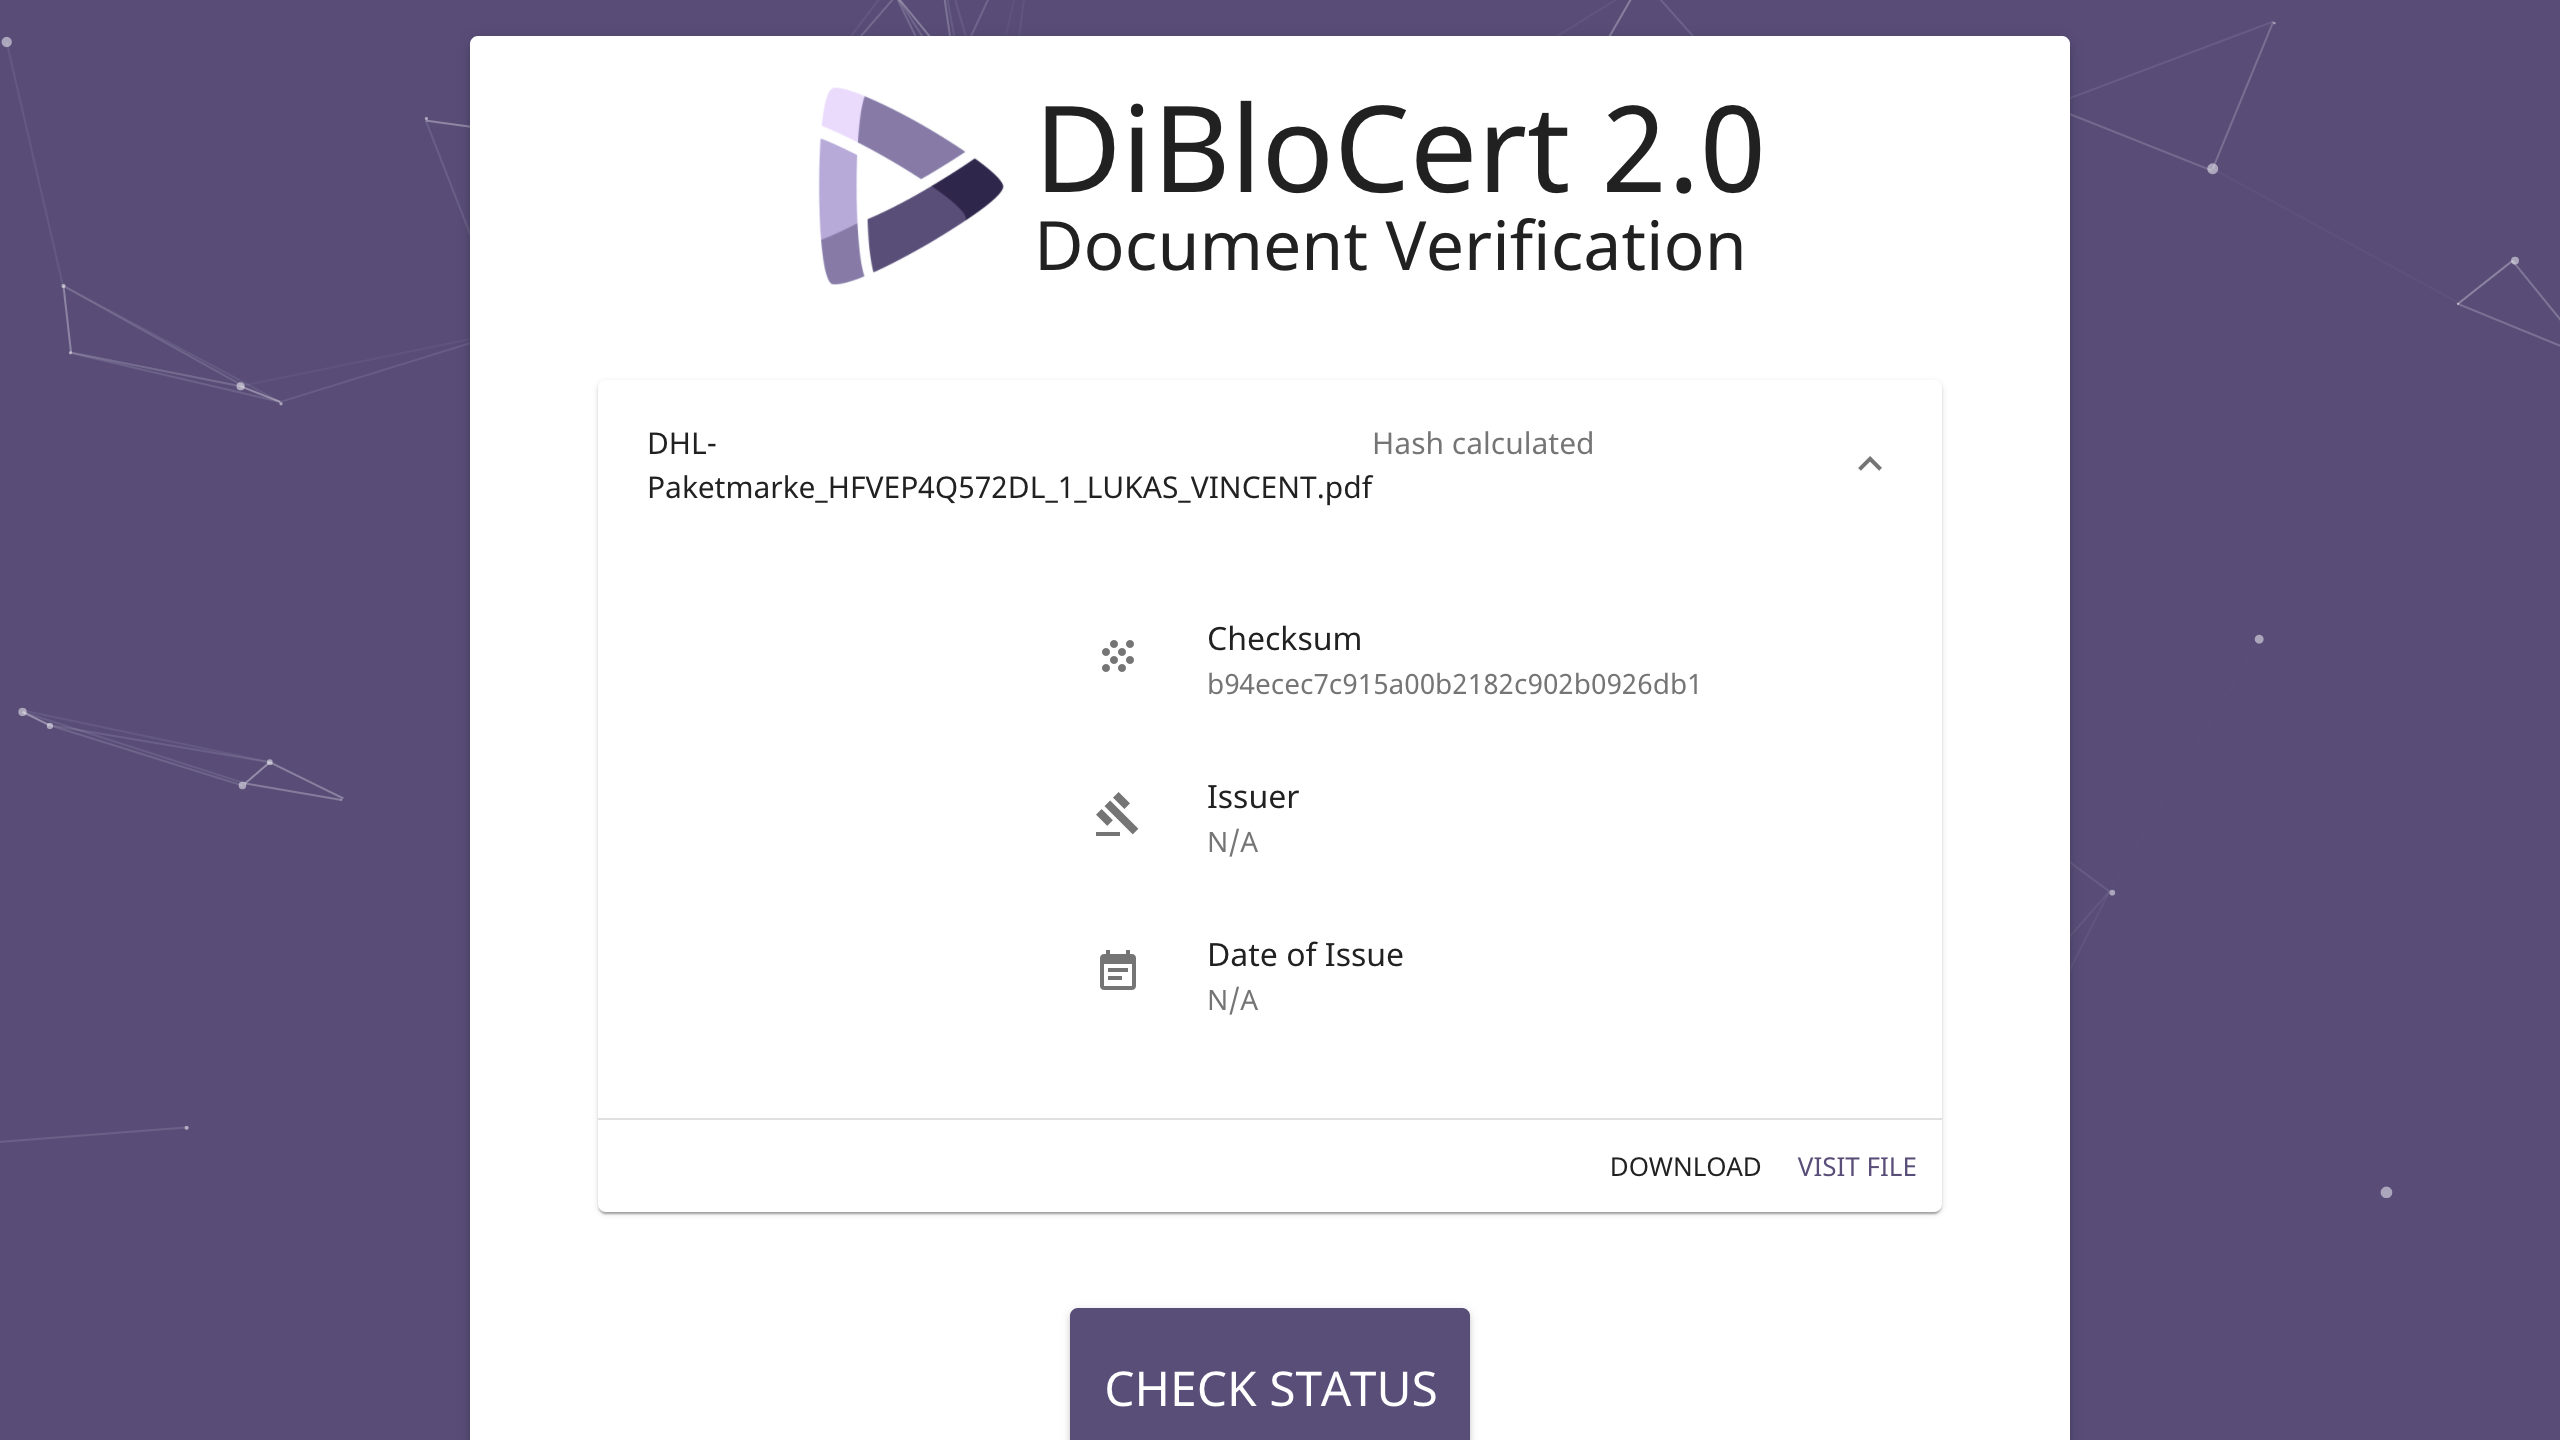 DiBloCert 2.0
Document Verification
DHL-
Paketmarke_HFVEP4Q572DL_1_LUKAS_VINCENT.pdf
Hash calculated
Checksum
b94ecec7c915a00b2182c902b0926db1
Issuer
N/A
Date of Issue
N/A
DOWNLOAD VISIT FILE
CHECK STATUS